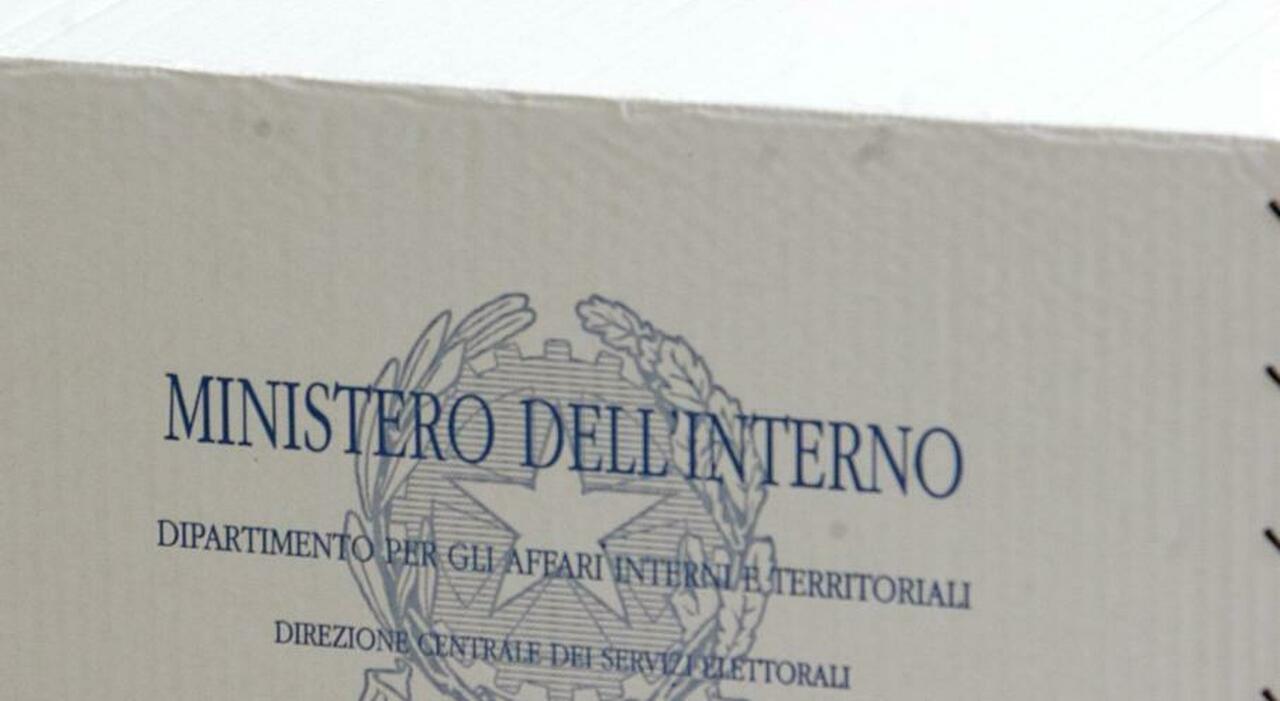 MINISTERO DELL'INTERNO
DIPARTIMENTO PER GLI AFFARI INTERNI E TERRITORIALI
DIREZIONE CENTRALE DEI SERVIZI ELETTORALI